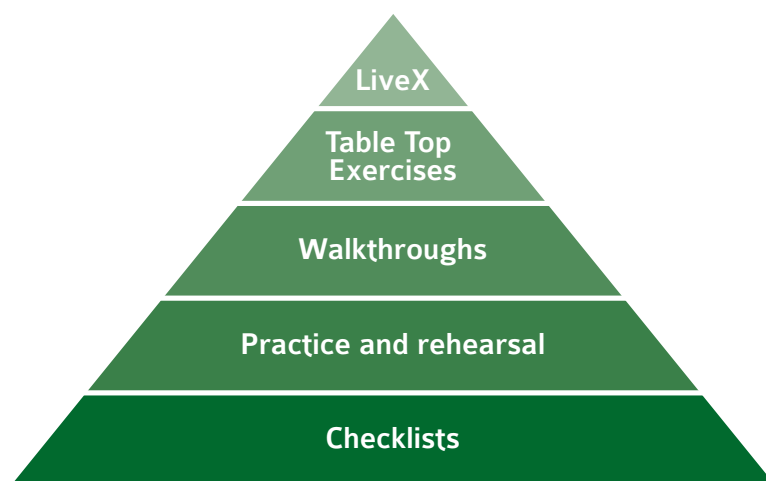 LiveX
Table Top
Exercises
Walkthroughs
Practice and rehearsal
Checklists